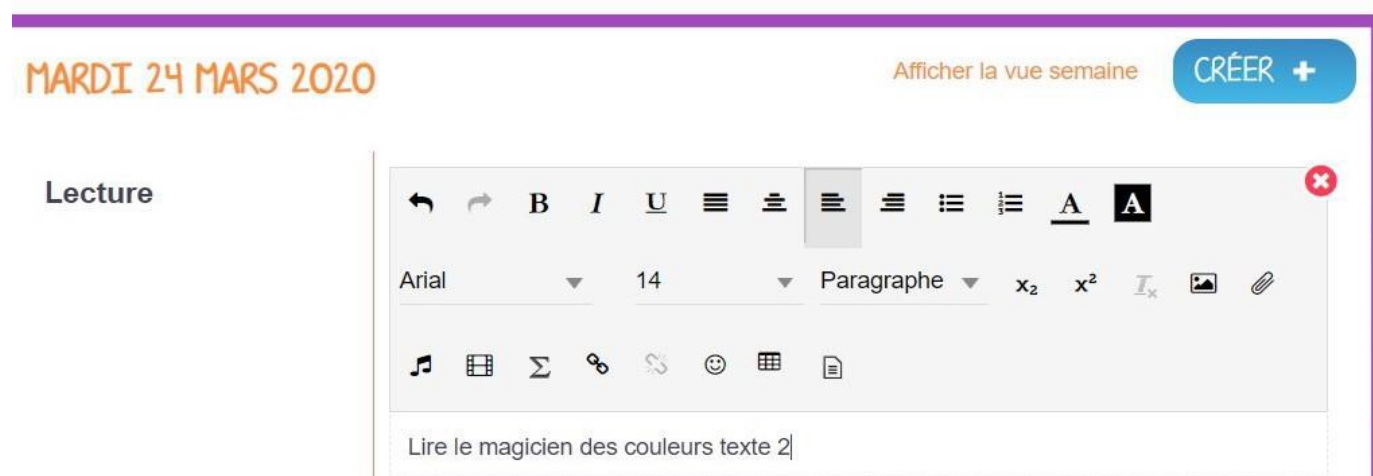 MARDI 24 MARS 2020 Afficher la vue semaine CRÉER +
Lecture
B I U A A
Arial 14 Paragraphe x₂ x² Tx
Σ
Lire le magicien des couleurs texte 2